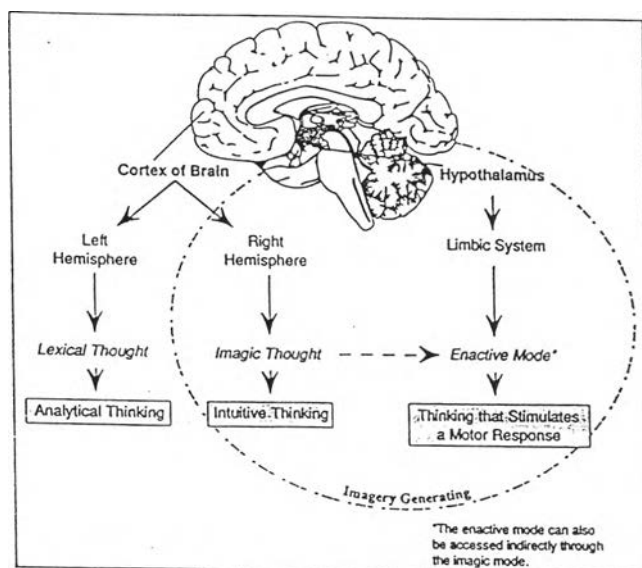 Cortex of Brain
Hypothalamus
Left
Hemisphere
Right
Hemisphere
Limbic System
Lexical Thought
Imagic Thought
Enactive Mode*
Analytical Thinking
Intuitive Thinking
Thinking that Stimulates
a Motor Response
Imagery Generating
*The enactive mode can also
be accessed indirectly through
the imagic mode.